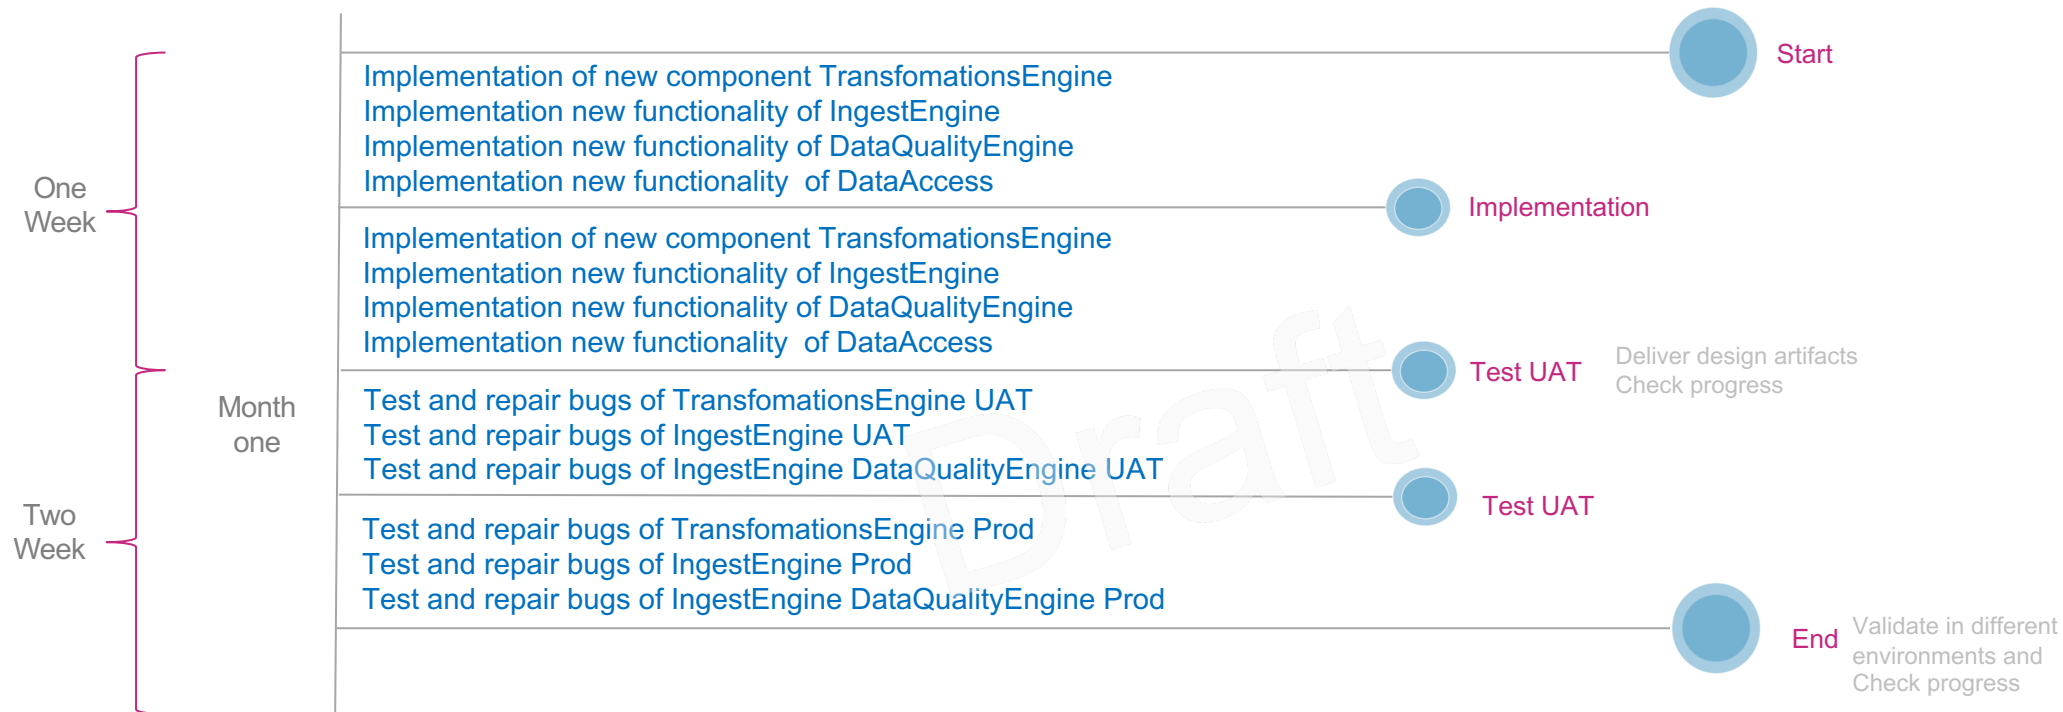 Start
Implementation of new component TransfomationsEngine
Implementation new functionality of IngestEngine
Implementation new functionality of DataQualityEngine
Implementation new functionality  of DataAccess
One
Week
Implementation
Implementation of new component TransfomationsEngine
Implementation new functionality of IngestEngine
Implementation new functionality of DataQualityEngine
Implementation new functionality  of DataAccess
Test UAT
Deliver design artifacts
Check progress
Month
one
Test and repair bugs of TransfomationsEngine UAT
Test and repair bugs of IngestEngine UAT
Test and repair bugs of IngestEngine DataQualityEngine UAT
Draft
Test UAT
Two
Week
Test and repair bugs of TransfomationsEngine Prod
Test and repair bugs of IngestEngine Prod
Test and repair bugs of IngestEngine DataQualityEngine Prod
End
Validate in different
environments and
Check progress